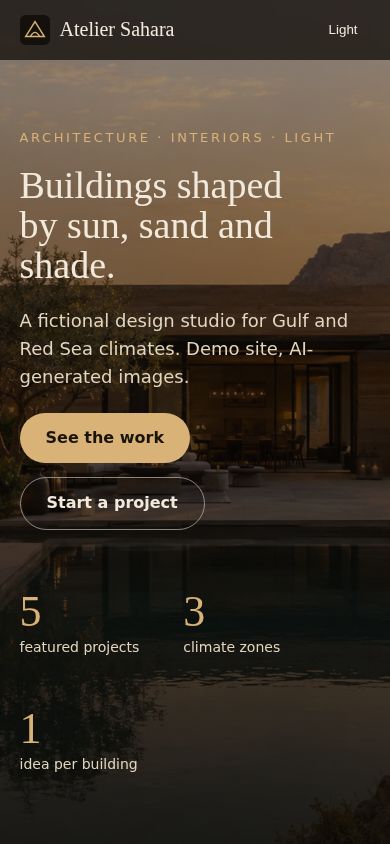 Atelier Sahara
Light
ARCHITECTURE · INTERIORS · LIGHT
Buildings shaped
by sun, sand and
shade.
A fictional design studio for Gulf and
Red Sea climates. Demo site, AI-
generated images.
See the work
Start a project
5
featured projects
3
climate zones
1
idea per building